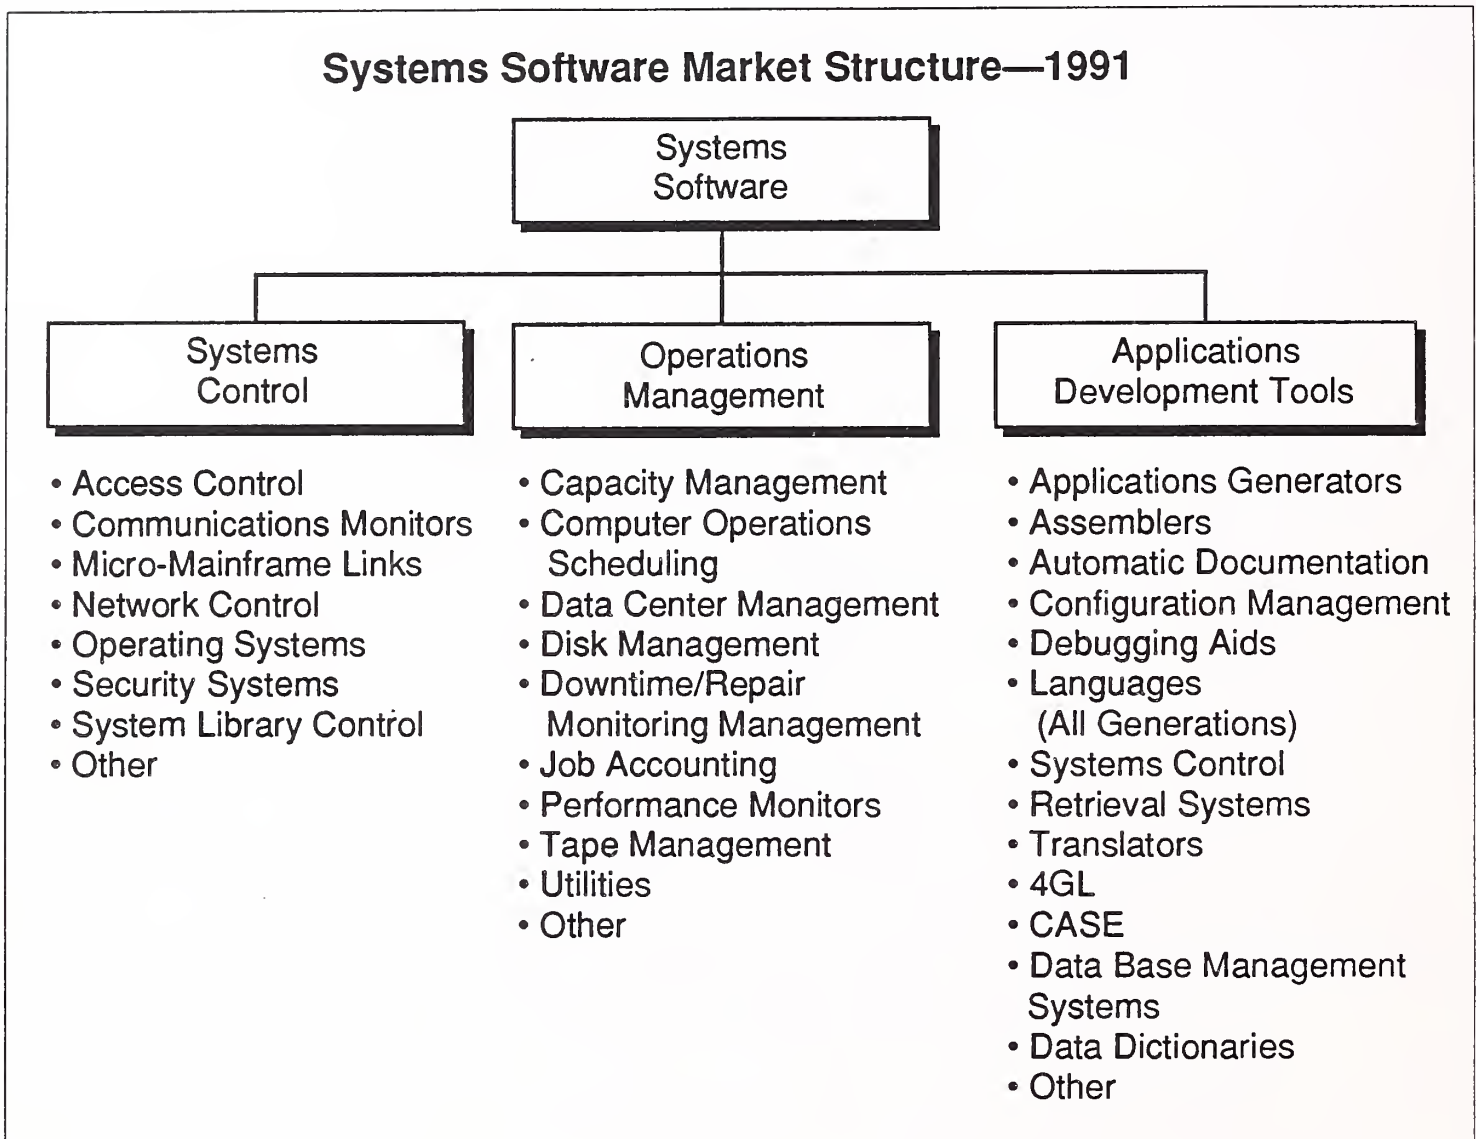 Systems Software Market Structure—1991
Systems
Software
Systems
Control
• Access Control
• Communications Monitors
• Micro-Mainframe Links
• Network Control
• Operating Systems
• Security Systems
• System Library Control
• Other
Operations
Management
• Capacity Management
• Computer Operations
Scheduling
• Data Center Management
• Disk Management
• Downtime/Repair
Monitoring Management
• Job Accounting
• Performance Monitors
• Tape Management
• Utilities
• Other
Applications
Development Tools
• Applications Generators
• Assemblers
• Automatic Documentation
• Configuration Management
• Debugging Aids
• Languages
(All Generations)
• Systems Control
• Retrieval Systems
• Translators
• 4GL
• CASE
• Data Base Management
Systems
• Data Dictionaries
• Other